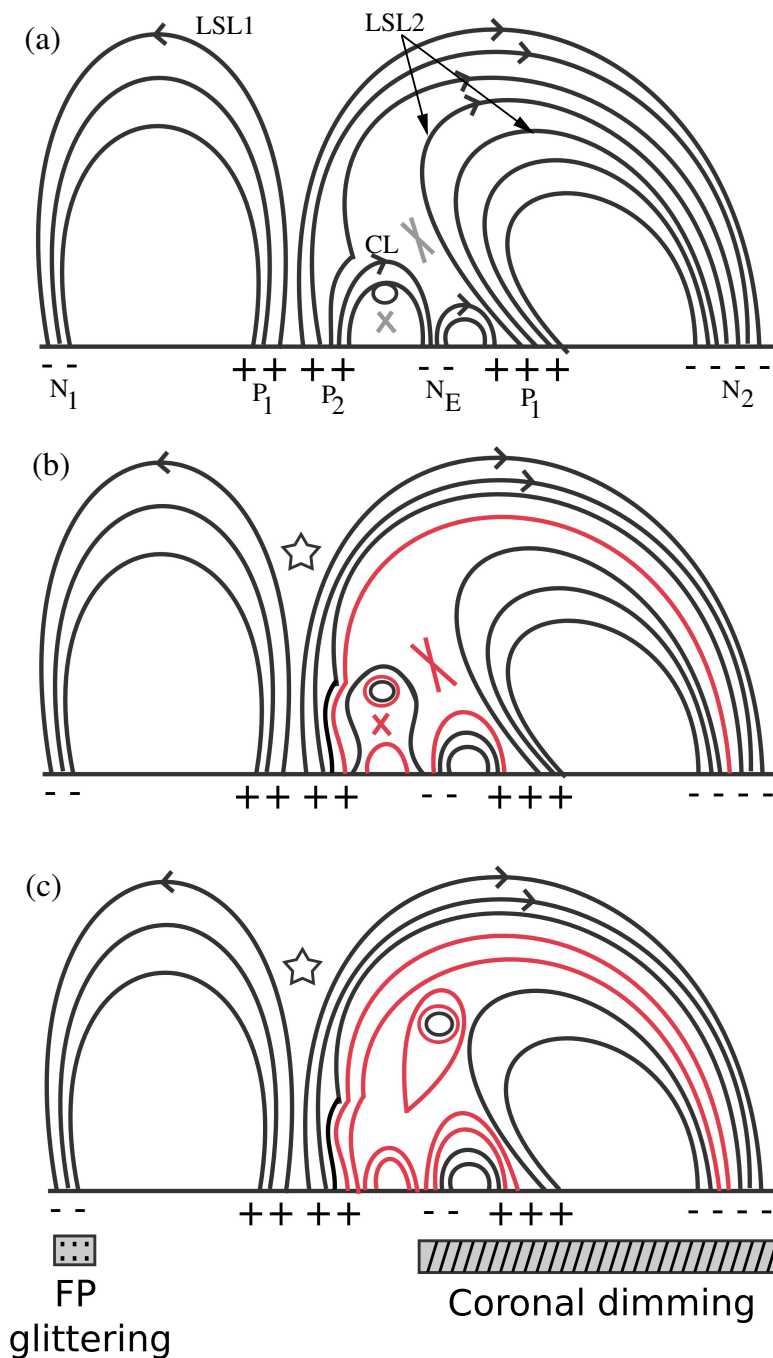 (a)
LSL1
LSL2
CL
- -
+ +
+ +
- -
+ + +
- - - -
N1
P1
P2
NE
P1
N2
(b)
- -
+ +
+ +
- -
+ + +
- - - -
(c)
- -
+ +
+ +
- -
+ + +
- - - -
FP
glittering
Coronal dimming